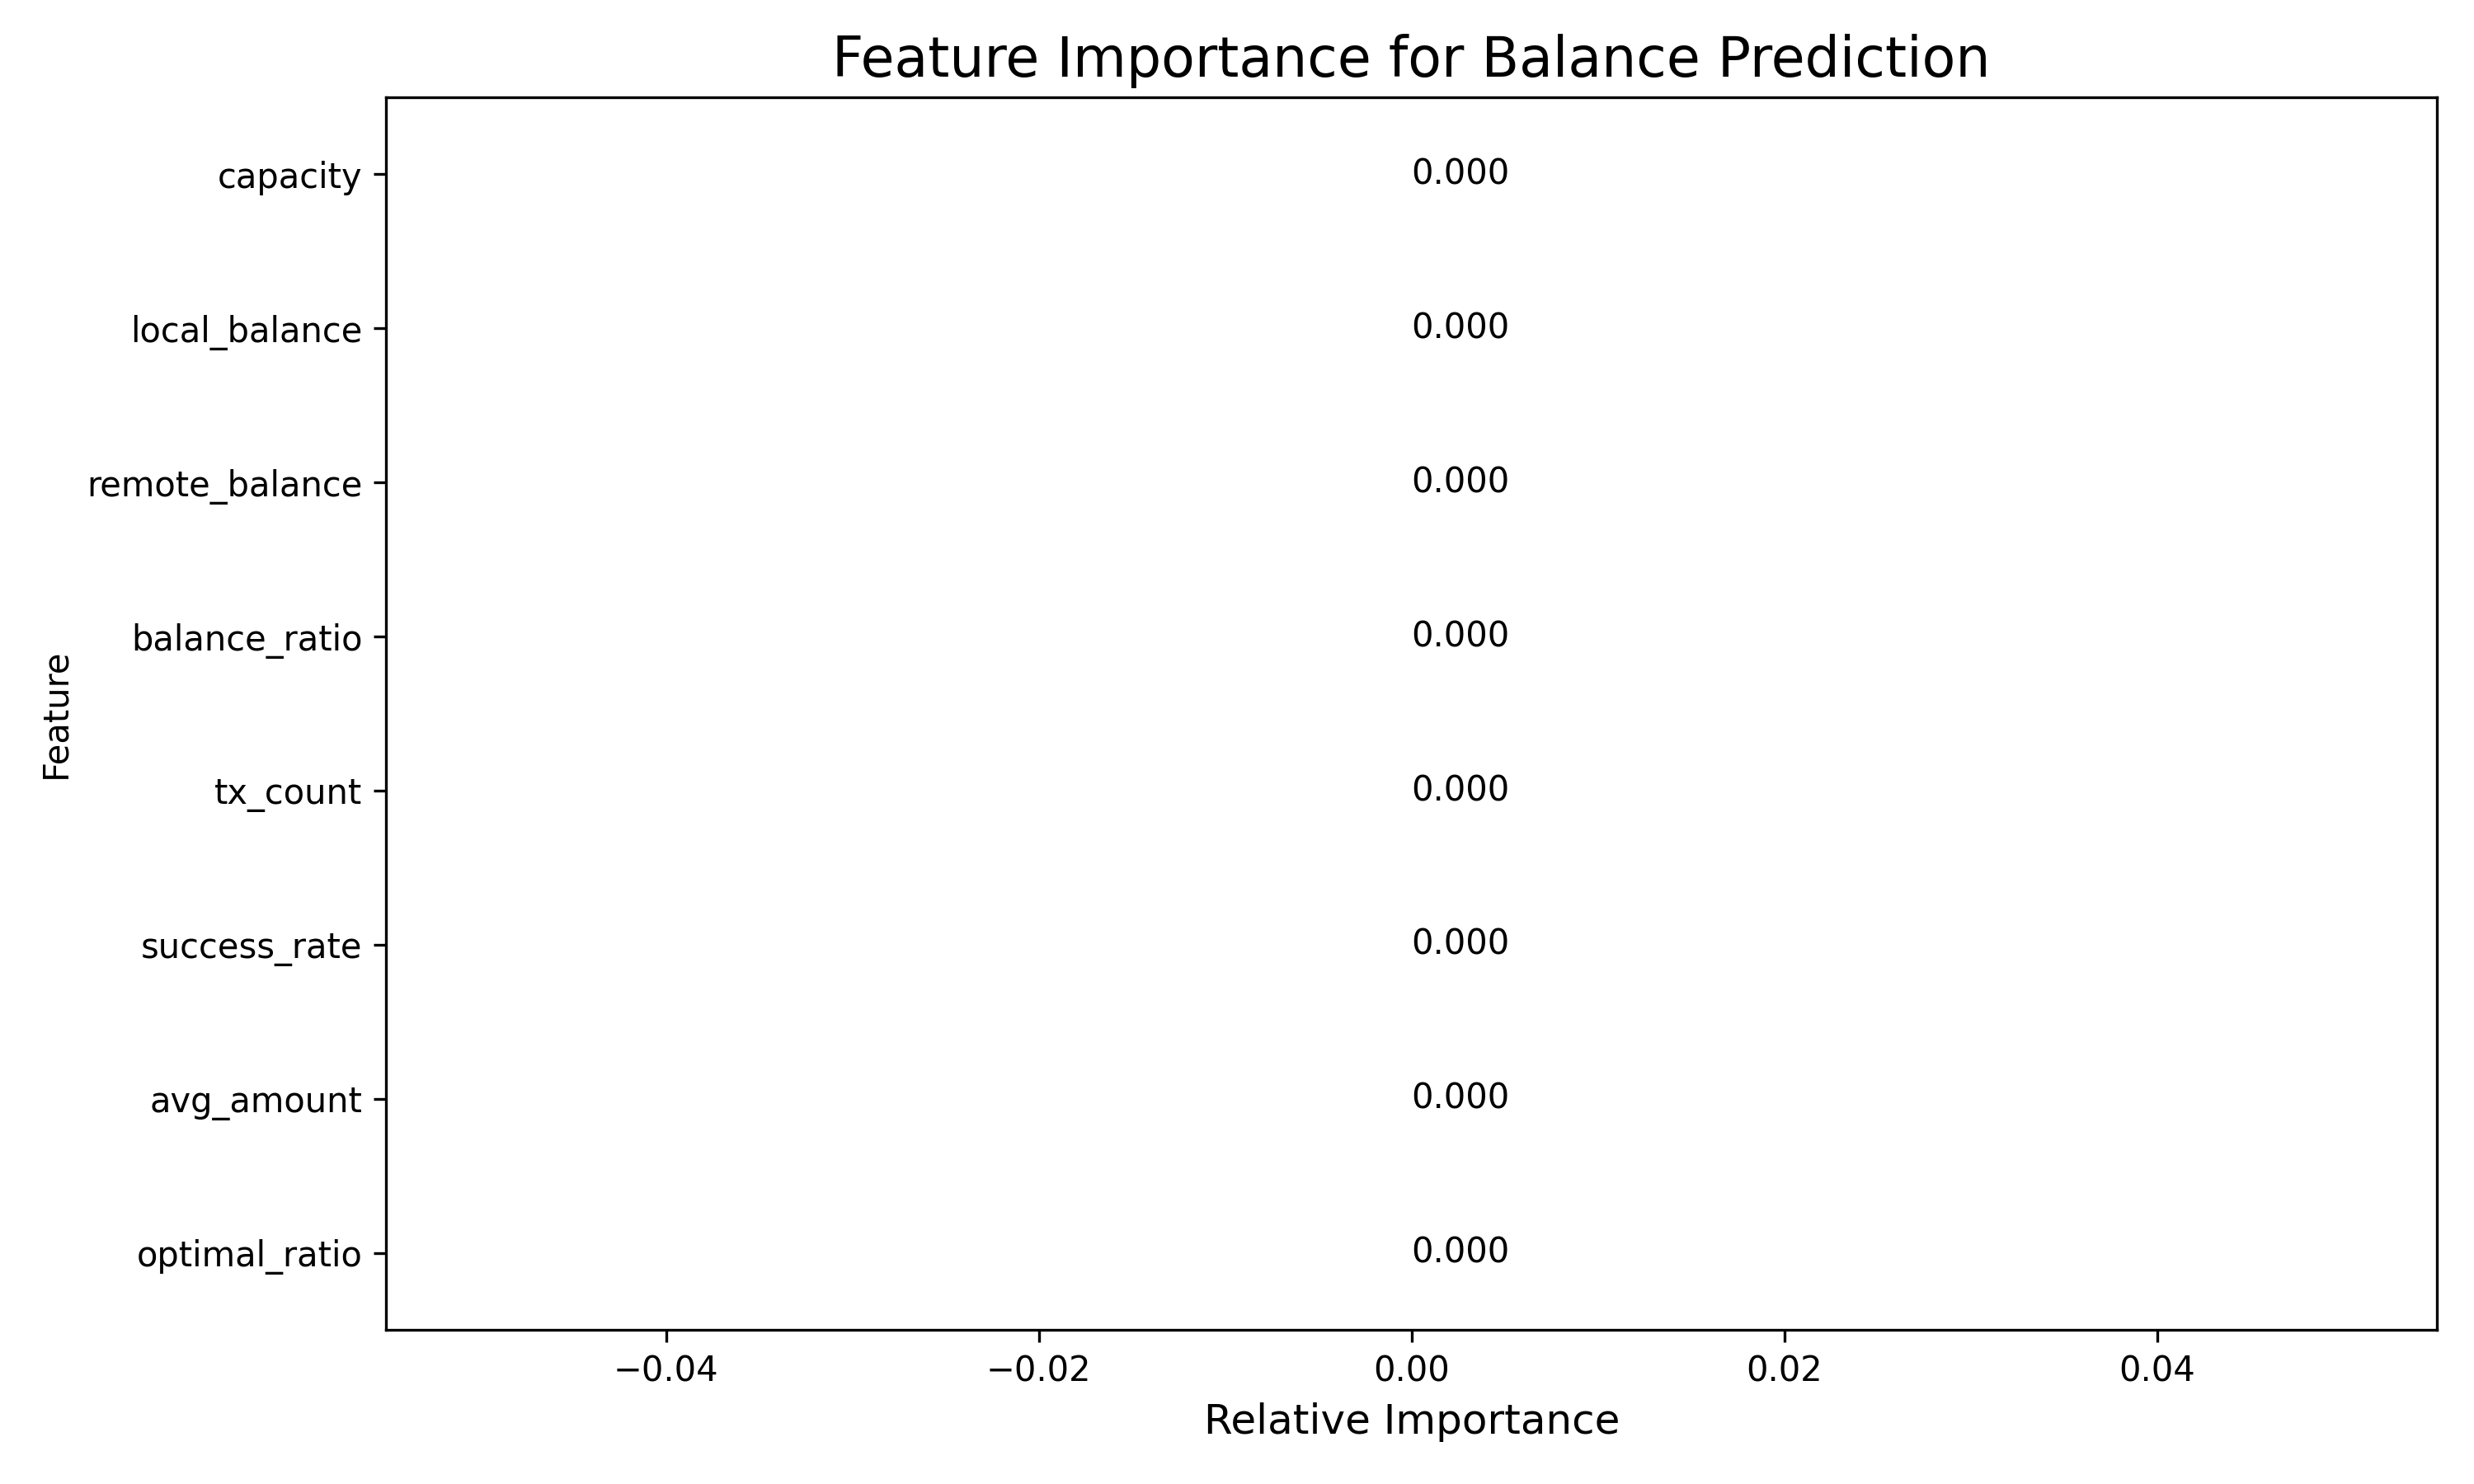 Feature Importance for Balance Prediction
capacity 0.000
local_balance 0.000
remote_balance 0.000
balance_ratio 0.000
tx_count 0.000
success_rate 0.000
avg_amount 0.000
optimal_ratio 0.000
Feature
−0.04 −0.02 0.00 0.02 0.04
Relative Importance